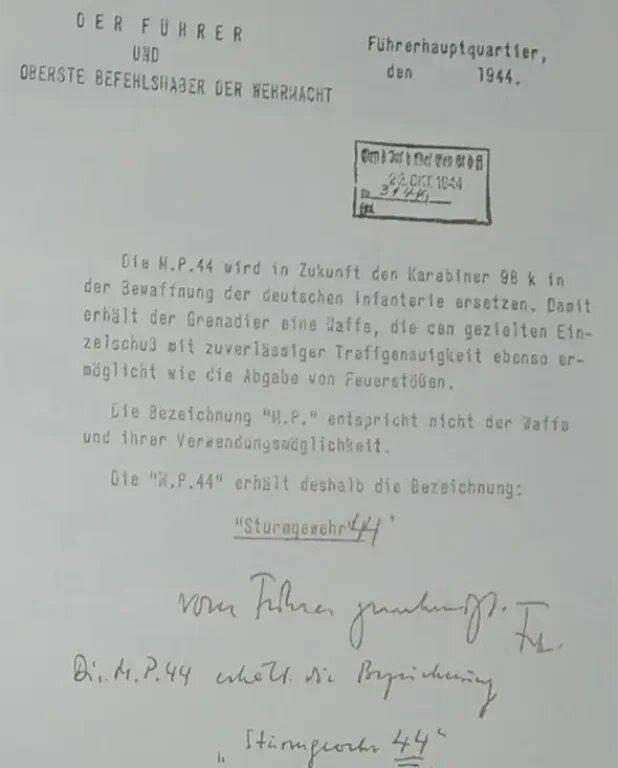 DER FÜHRER
UND
OBERSTE BEFEHLSHABER DER WEHRMACHT
Führerhauptquartier,
den 1944.
22. OKT. 1944
Die M.P.44 wird in Zukunft den Karabiner 98 k in
der Bewaffnung der deutschen Infanterie ersetzen. Damit
erhält der Grenadier eine Waffe, die den gezielten Ein-
zelschuß mit zuverlässiger Treffgenauigkeit ebenso er-
möglicht wie die Abgabe von Feuerstößen.
Die Bezeichnung "M.P." entspricht nicht der Waffe
und ihrer Verwendungsmöglichkeit.
Die "M.P.44" erhält deshalb die Bezeichnung:
"Sturmgewehr 44"
vom Führer genehmigt.
Die M.P.44 erhält die Bezeichnung
"Sturmgewehr 44"